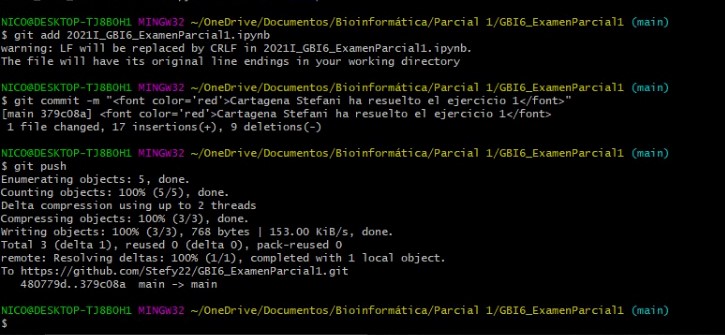 NICO@DESKTOP-TJ8BOH1 MINGW32 ~/OneDrive/Documentos/Bioinformática/Parcial 1/GBI6_ExamenParcial1 (main)
$ git add 2021I_GBI6_ExamenParcial1.ipynb
warning: LF will be replaced by CRLF in 2021I_GBI6_ExamenParcial1.ipynb.
The file will have its original line endings in your working directory
NICO@DESKTOP-TJ8BOH1 MINGW32 ~/OneDrive/Documentos/Bioinformática/Parcial 1/GBI6_ExamenParcial1 (main)
$ git commit -m "<font color='red'>Cartagena Stefani ha resuelto el ejercicio 1</font>"
[main 379c08a] <font color='red'>Cartagena Stefani ha resuelto el ejercicio 1</font>
1 file changed, 17 insertions(+), 9 deletions(-)
NICO@DESKTOP-TJ8BOH1 MINGW32 ~/OneDrive/Documentos/Bioinformática/Parcial 1/GBI6_ExamenParcial1 (main)
$ git push
Enumerating objects: 5, done.
Counting objects: 100% (5/5), done.
Delta compression using up to 2 threads
Compressing objects: 100% (3/3), done.
Writing objects: 100% (3/3), 768 bytes | 153.00 KiB/s, done.
Total 3 (delta 1), reused 0 (delta 0), pack-reused 0
remote: Resolving deltas: 100% (1/1), completed with 1 local object.
To https://github.com/Stefy22/GBI6_ExamenParcial1.git
480779d..379c08a main -> main
NICO@DESKTOP-TJ8BOH1 MINGW32 ~/OneDrive/Documentos/Bioinformática/Parcial 1/GBI6_ExamenParcial1 (main)
$